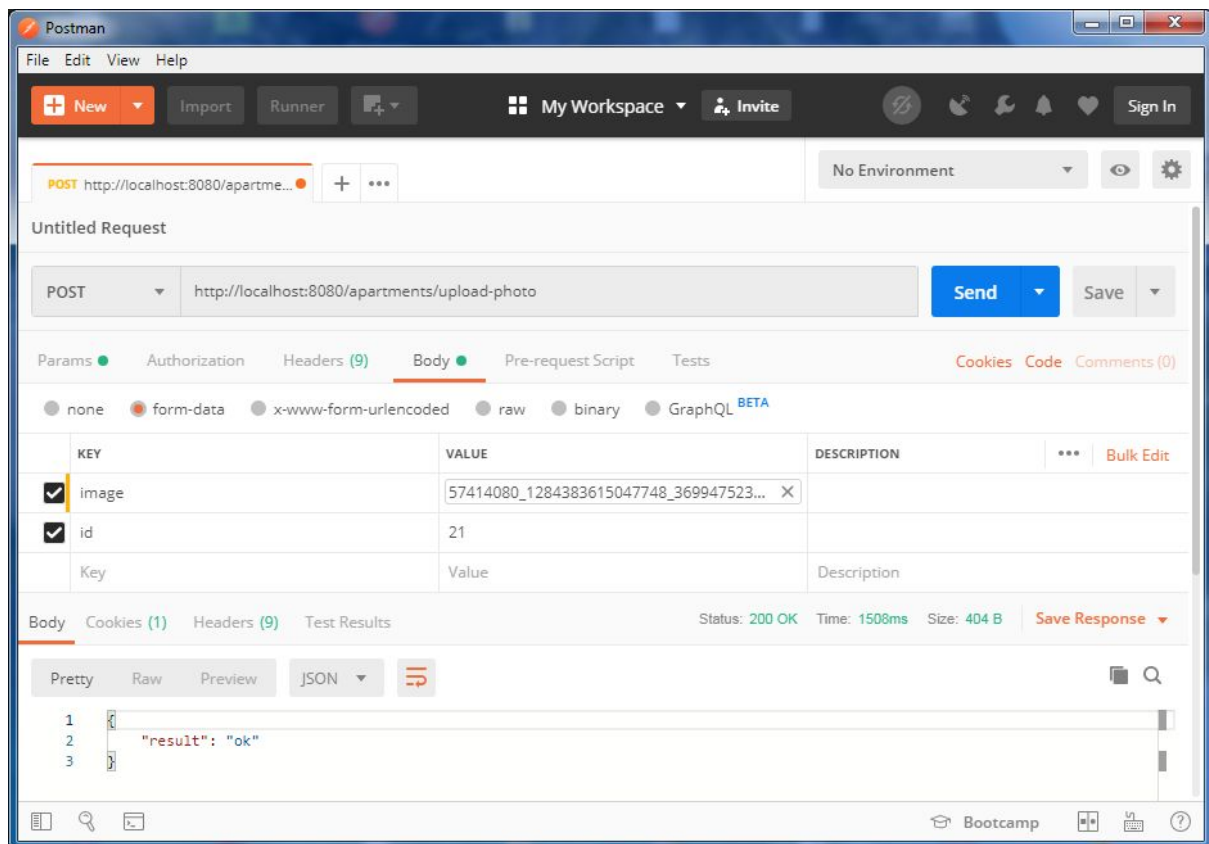 Postman
File Edit View Help
New Import Runner My Workspace Invite Sign In
POST http://localhost:8080/apartme... No Environment
Untitled Request
POST http://localhost:8080/apartments/upload-photo Send Save
Params Authorization Headers (9) Body Pre-request Script Tests Cookies Code Comments (0)
none form-data x-www-form-urlencoded raw binary GraphQL BETA
KEY VALUE DESCRIPTION Bulk Edit
image 57414080_1284383615047748_369947523...
id 21
Key Value Description
Body Cookies (1) Headers (9) Test Results Status: 200 OK Time: 1508ms Size: 404 B Save Response
Pretty Raw Preview JSON
1 {
2 "result": "ok"
3 }
Bootcamp